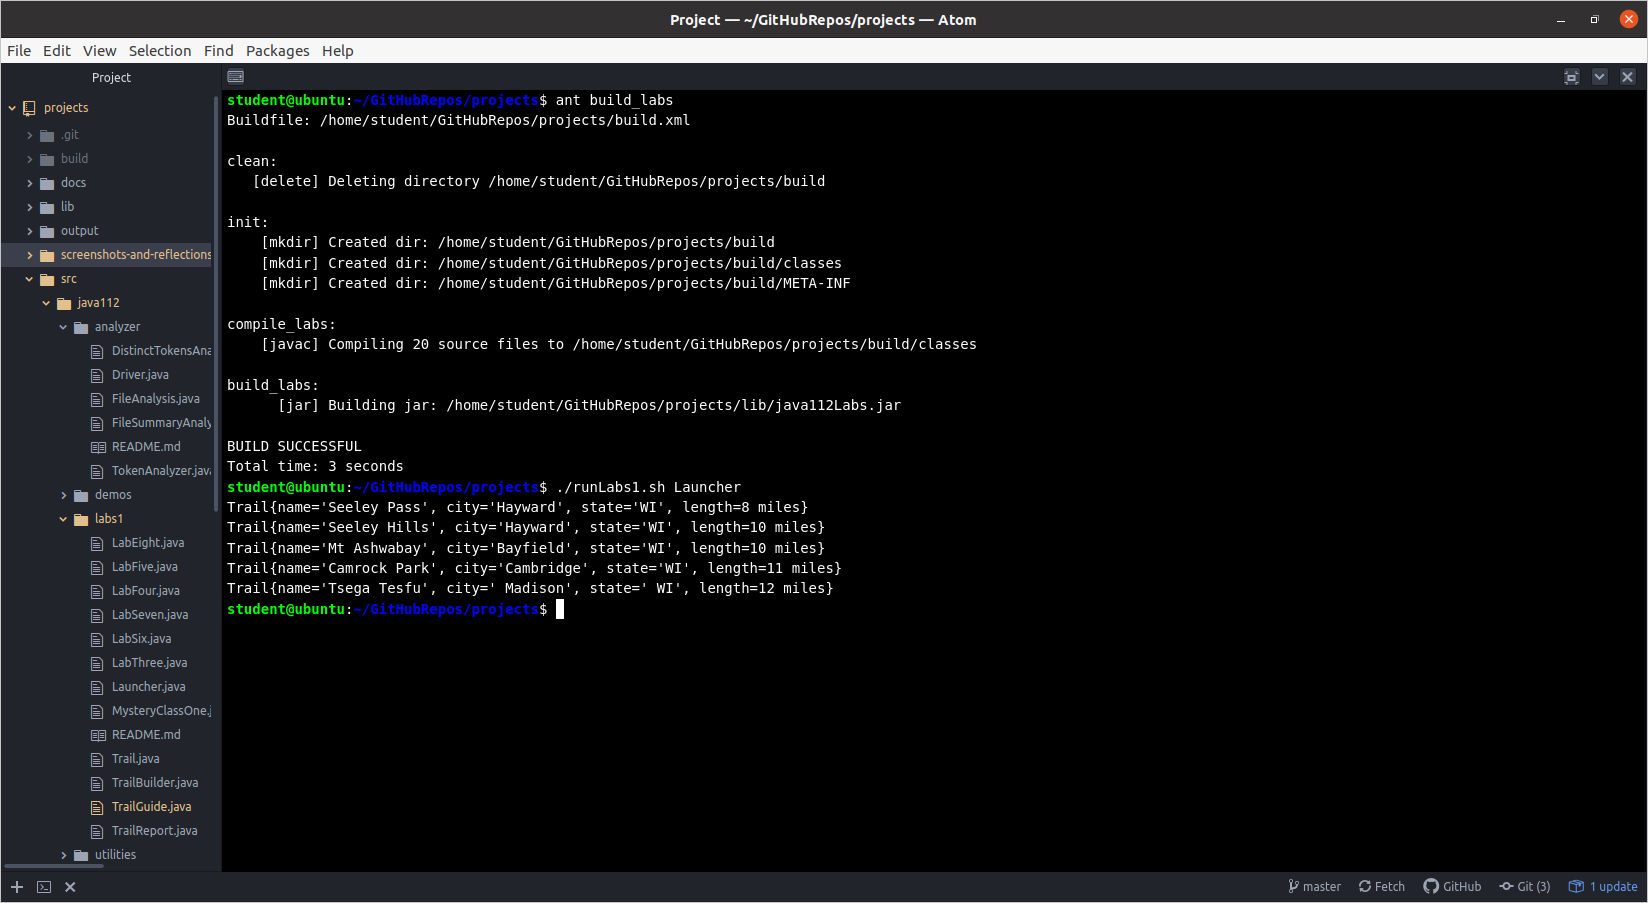 Project — ~/GitHubRepos/projects — Atom
File Edit View Selection Find Packages Help
Project
projects
.git
build
docs
lib
output
screenshots-and-reflections
src
java112
analyzer
DistinctTokensAna
Driver.java
FileAnalysis.java
FileSummaryAnaly
README.md
TokenAnalyzer.java
demos
labs1
LabEight.java
LabFive.java
LabFour.java
LabSeven.java
LabSix.java
LabThree.java
Launcher.java
MysteryClassOne.j
README.md
Trail.java
TrailBuilder.java
TrailGuide.java
TrailReport.java
utilities
student@ubuntu:~/GitHubRepos/projects$ ant build_labs
Buildfile: /home/student/GitHubRepos/projects/build.xml
clean:
[delete] Deleting directory /home/student/GitHubRepos/projects/build
init:
[mkdir] Created dir: /home/student/GitHubRepos/projects/build
[mkdir] Created dir: /home/student/GitHubRepos/projects/build/classes
[mkdir] Created dir: /home/student/GitHubRepos/projects/build/META-INF
compile_labs:
[javac] Compiling 20 source files to /home/student/GitHubRepos/projects/build/classes
build_labs:
[jar] Building jar: /home/student/GitHubRepos/projects/lib/java112Labs.jar
BUILD SUCCESSFUL
Total time: 3 seconds
student@ubuntu:~/GitHubRepos/projects$ ./runLabs1.sh Launcher
Trail{name='Seeley Pass', city='Hayward', state='WI', length=8 miles}
Trail{name='Seeley Hills', city='Hayward', state='WI', length=10 miles}
Trail{name='Mt Ashwabay', city='Bayfield', state='WI', length=10 miles}
Trail{name='Camrock Park', city='Cambridge', state='WI', length=11 miles}
Trail{name='Tsega Tesfu', city=' Madison', state=' WI', length=12 miles}
student@ubuntu:~/GitHubRepos/projects$
master Fetch GitHub Git (3) 1 update